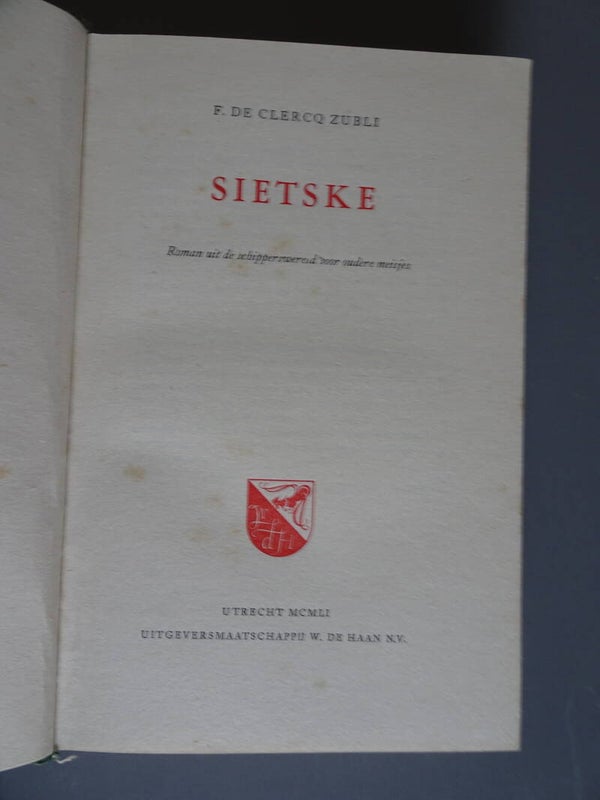 F. DE CLERCQ ZUBLI
SIETSKE
Roman uit de schipperswereld voor oudere meisjes
UTRECHT MCMLI
UITGEVERSMAATSCHAPPIJ W. DE HAAN N.V.